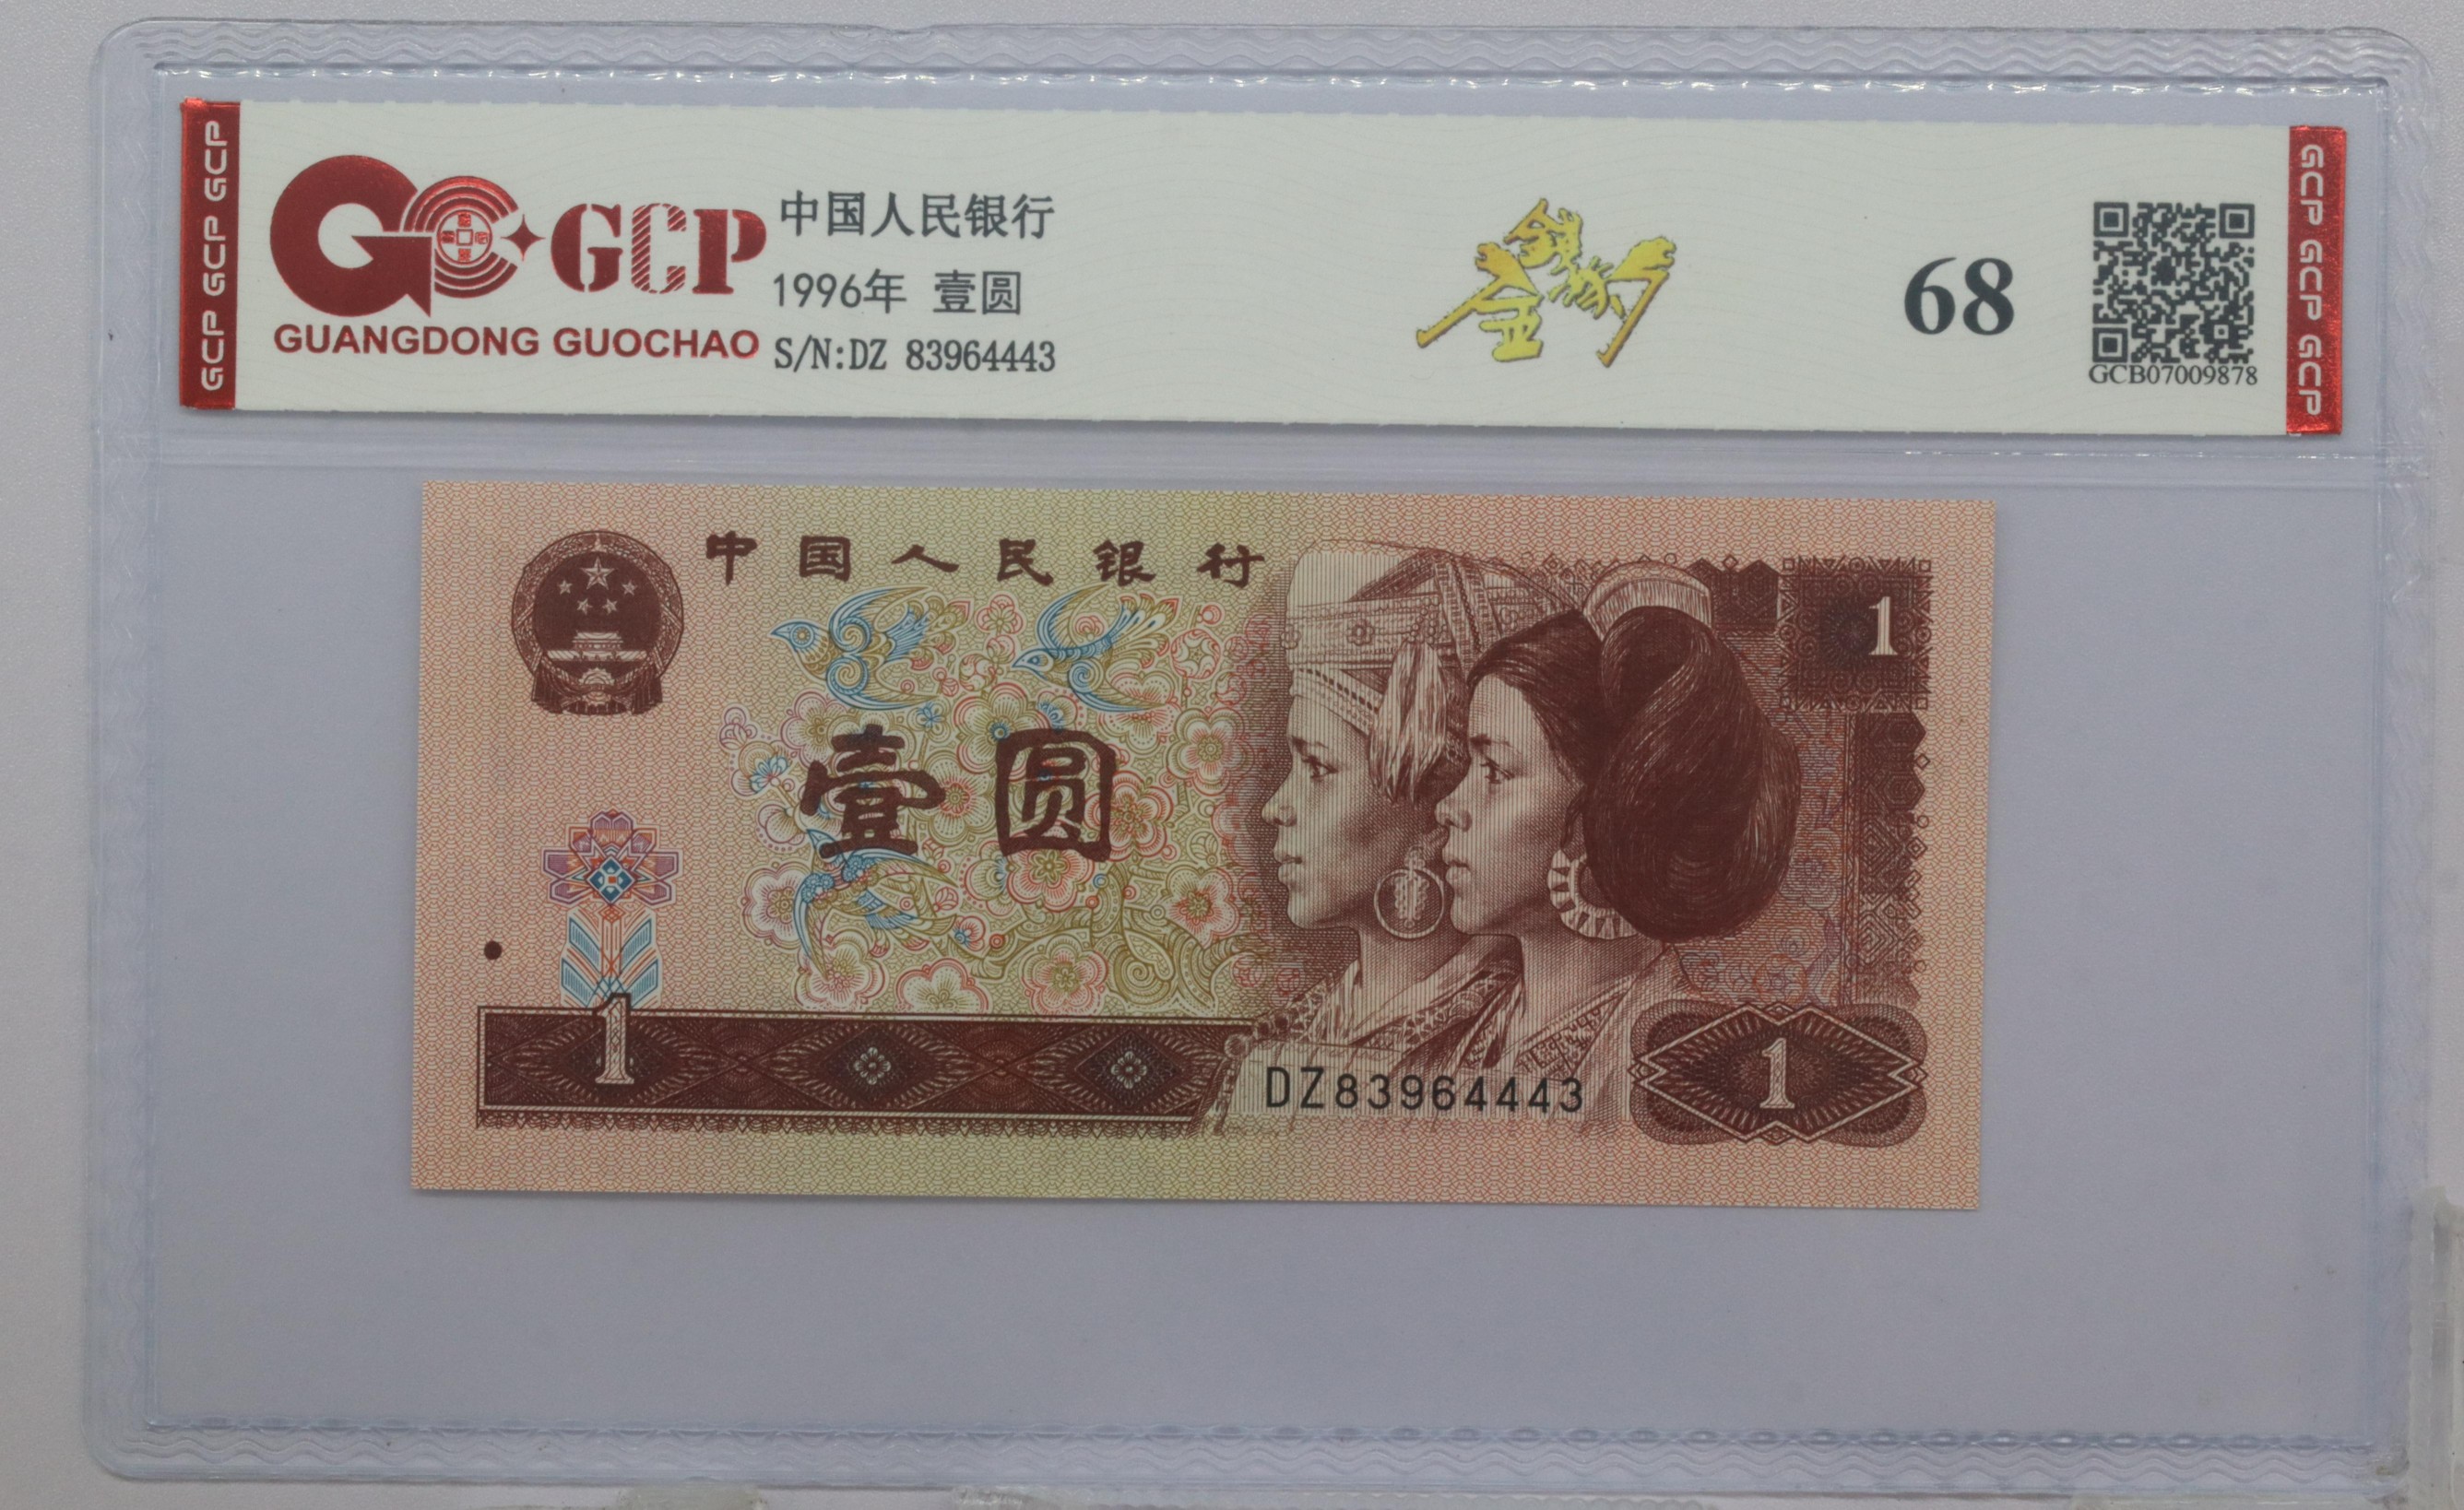 GCP GCP GCP
GCP
GUANGDONG GUOCHAO
中国人民银行
1996年 壹圆
S/N:DZ 83964443
68
GCB07009878
GCP GCP GCP
中国人民银行
1
壹圆
1
DZ83964443
1